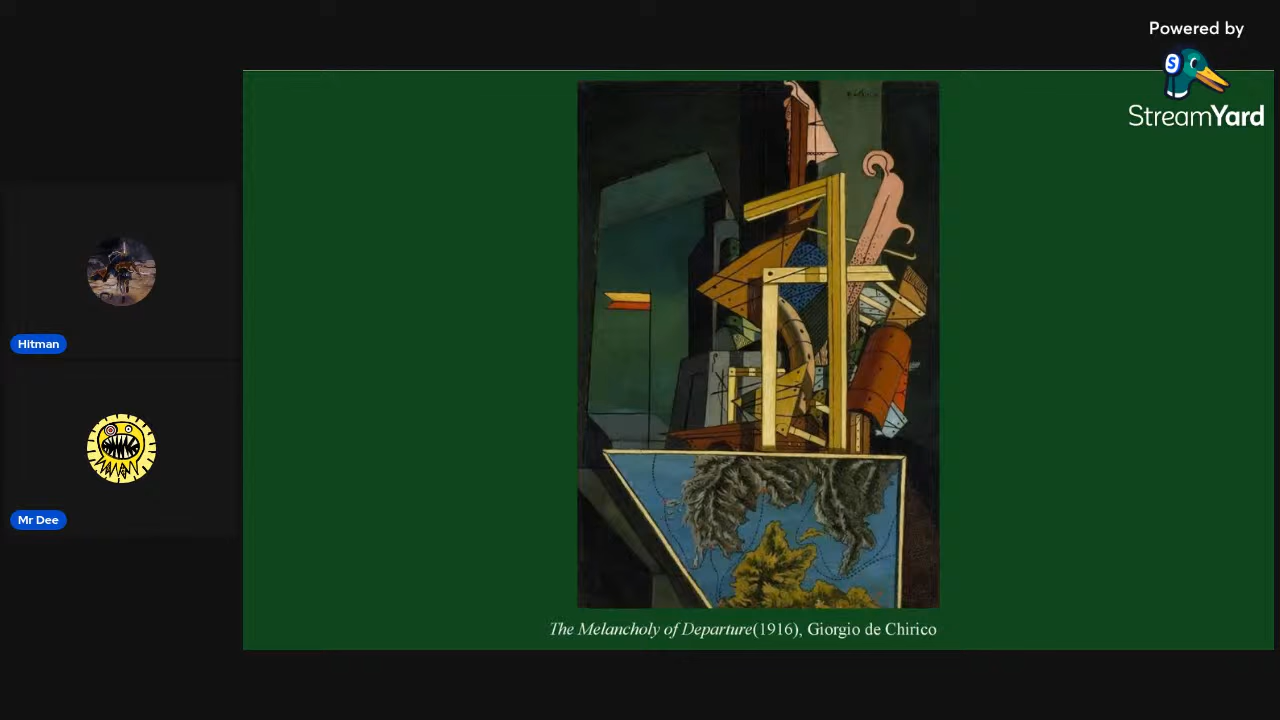 Powered by
StreamYard
Hitman
Mr Dee
The Melancholy of Departure(1916), Giorgio de Chirico